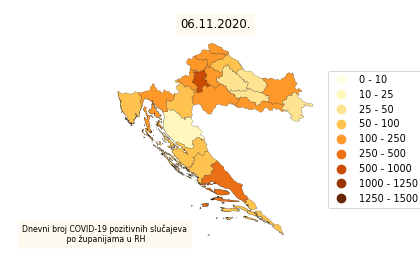 06.11.2020.
0 - 10
10 - 25
25 - 50
50 - 100
100 - 250
250 - 500
500 - 1000
1000 - 1250
1250 - 1500
Dnevni broj COVID-19 pozitivnih slučajeva
po županijama u RH